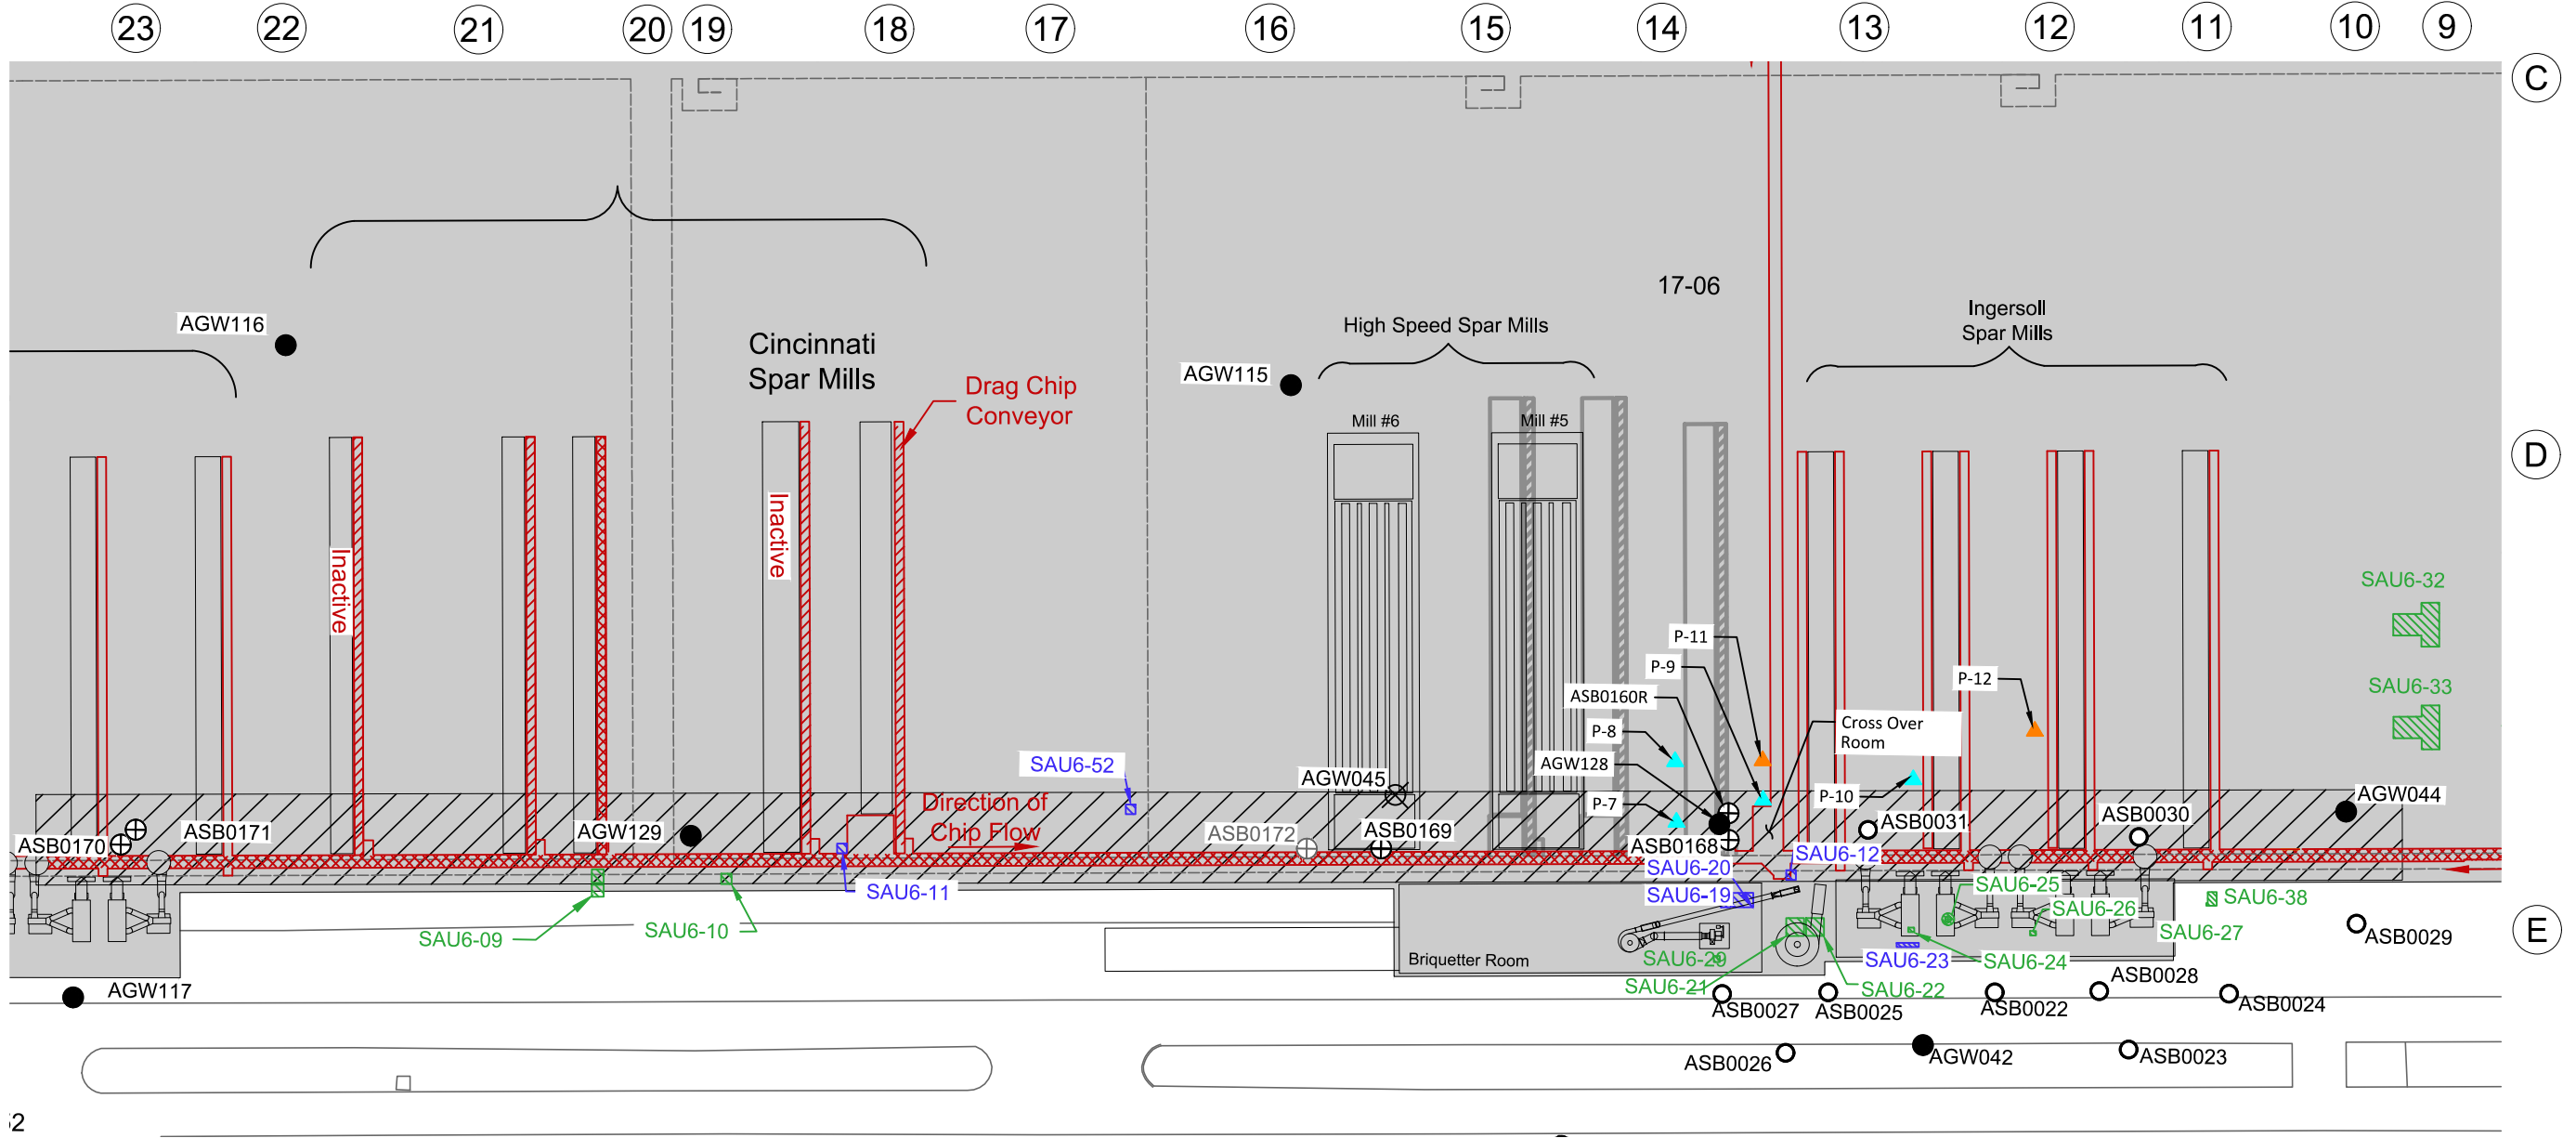 23 22 21 20 19 18 17 16 15 14 13 12 11 10 9
C
17-06
Ingersoll
Spar Mills
High Speed Spar Mills
AGW116
Cincinnati
Spar Mills
AGW115
Drag Chip
Conveyor
Mill #6
Mill #5
D
Inactive
Inactive
SAU6-32
P-11
P-9
P-12
SAU6-33
ASB0160R
Cross Over
Room
P-8
SAU6-52
AGW128
AGW045
P-10
AGW044
Direction of
Chip Flow
P-7
ASB0170
ASB0171
AGW129
ASB0172
ASB0169
ASB0168
ASB0031
ASB0030
SAU6-12
SAU6-20
SAU6-11
SAU6-19
SAU6-25
SAU6-38
SAU6-26
SAU6-09
SAU6-10
SAU6-27
ASB0029
E
Briquetter Room
SAU6-29
SAU6-23
SAU6-24
SAU6-21
SAU6-22
ASB0028
AGW117
ASB0027
ASB0025
ASB0022
ASB0024
ASB0026
AGW042
ASB0023